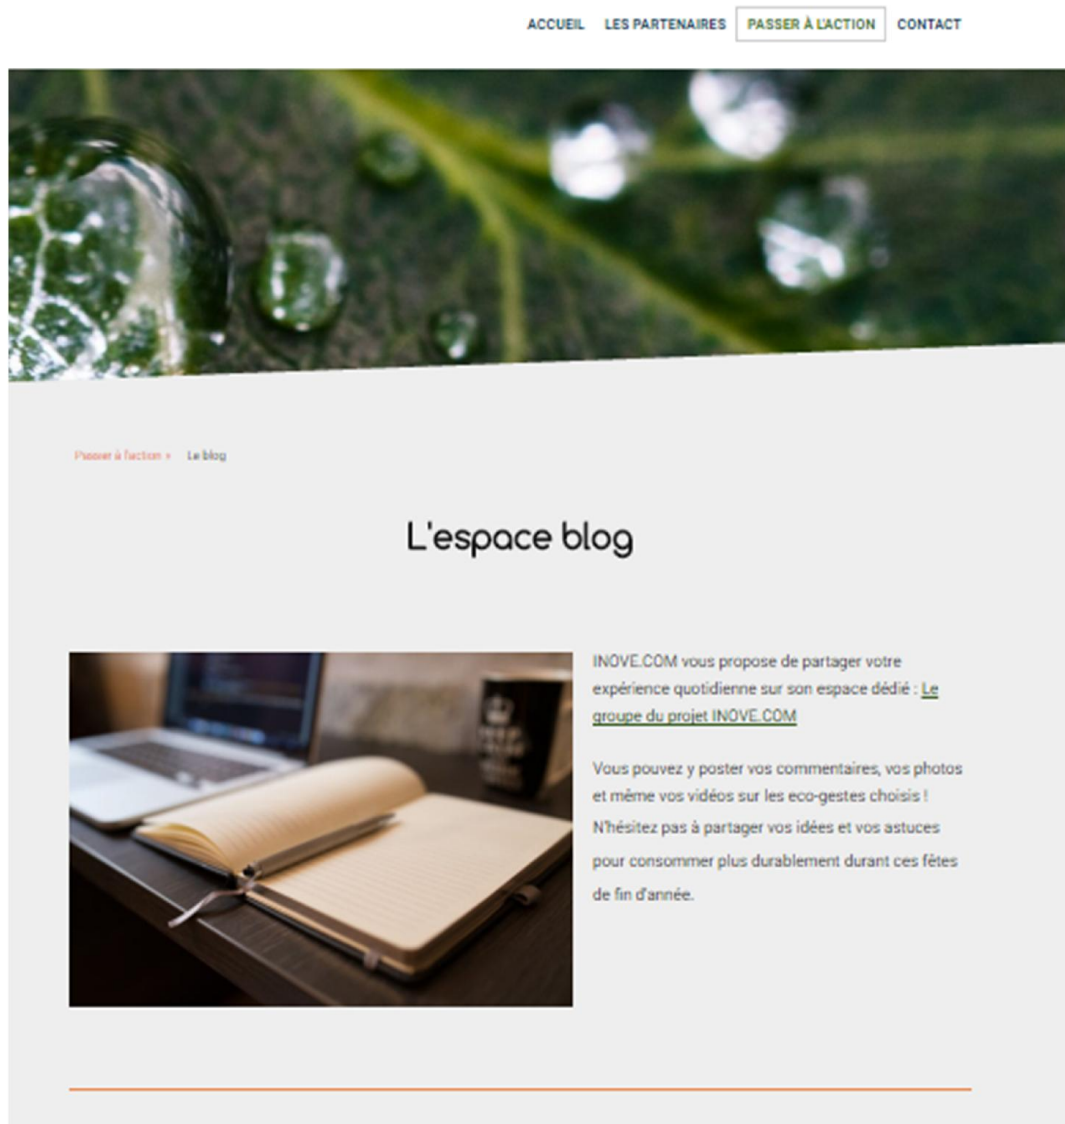 ACCUEIL LES PARTENAIRES PASSER À L'ACTION CONTACT
Passer à l'action » Le blog
L'espace blog
INOVE.COM vous propose de partager votre
expérience quotidienne sur son espace dédié : Le
groupe du projet INOVE.COM
Vous pouvez y poster vos commentaires, vos photos
et même vos vidéos sur les eco-gestes choisis !
N'hésitez pas à partager vos idées et vos astuces
pour consommer plus durablement durant ces fêtes
de fin d'année.